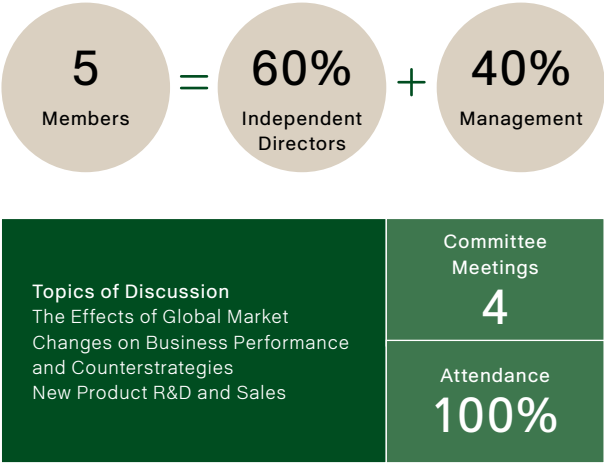 5
Members
=
60%
Independent
Directors
+
40%
Management
Topics of Discussion
The Effects of Global Market
Changes on Business Performance
and Counterstrategies
New Product R&D and Sales
Committee
Meetings
4
Attendance
100%